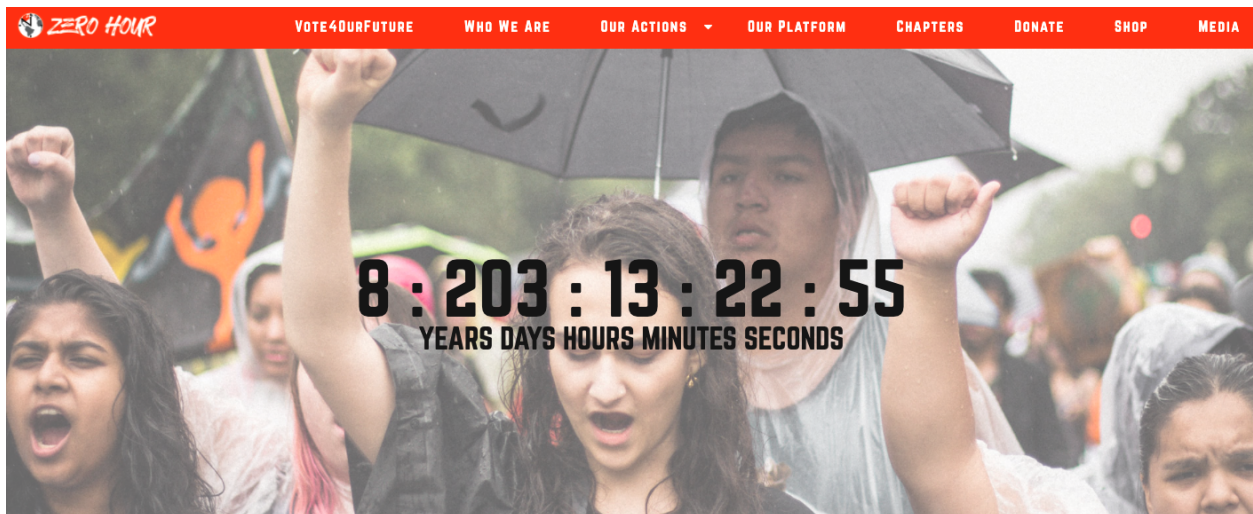 ZERO HOUR
VOTE4OURFUTURE WHO WE ARE OUR ACTIONS OUR PLATFORM CHAPTERS DONATE SHOP MEDIA
8 : 203 : 13 : 22 : 55
YEARS DAYS HOURS MINUTES SECONDS